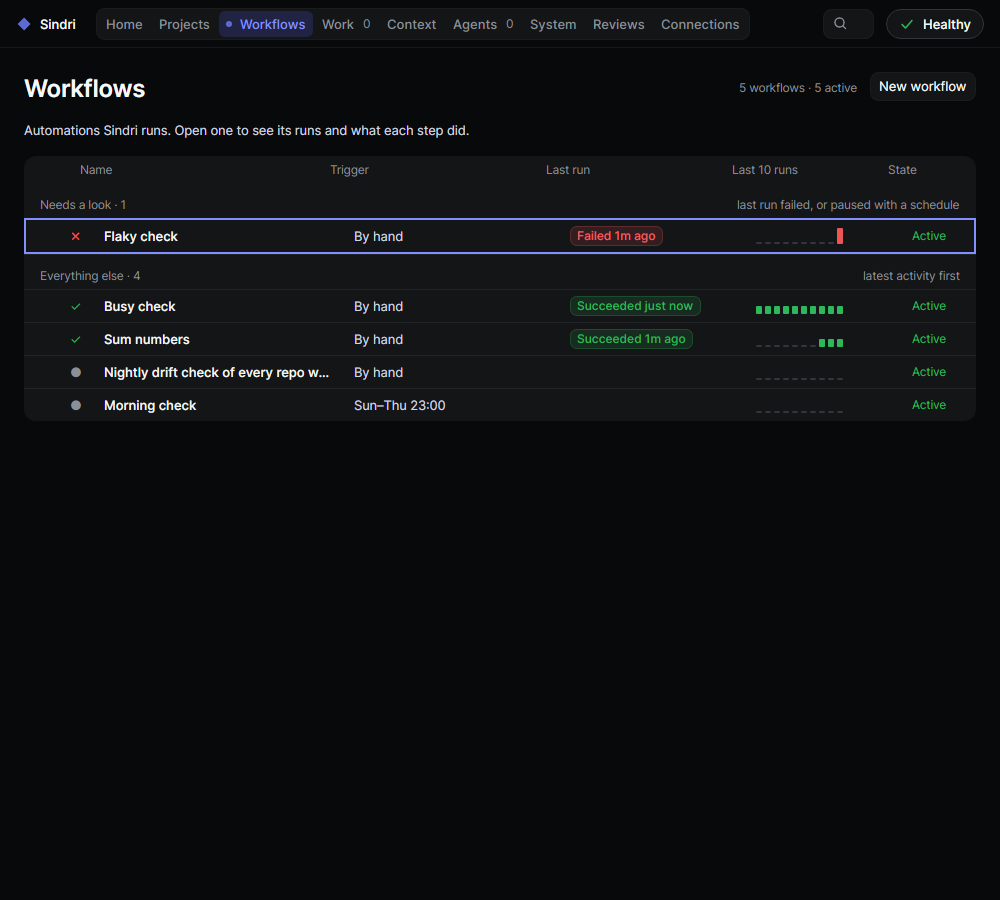 Sindri Home Projects Workflows Work 0 Context Agents 0 System Reviews Connections Healthy
Workflows 5 workflows · 5 active New workflow
Automations Sindri runs. Open one to see its runs and what each step did.
Name Trigger Last run Last 10 runs State
Needs a look · 1 last run failed, or paused with a schedule
Flaky check By hand Failed 1m ago Active
Everything else · 4 latest activity first
Busy check By hand Succeeded just now Active
Sum numbers By hand Succeeded 1m ago Active
Nightly drift check of every repo w... By hand Active
Morning check Sun–Thu 23:00 Active